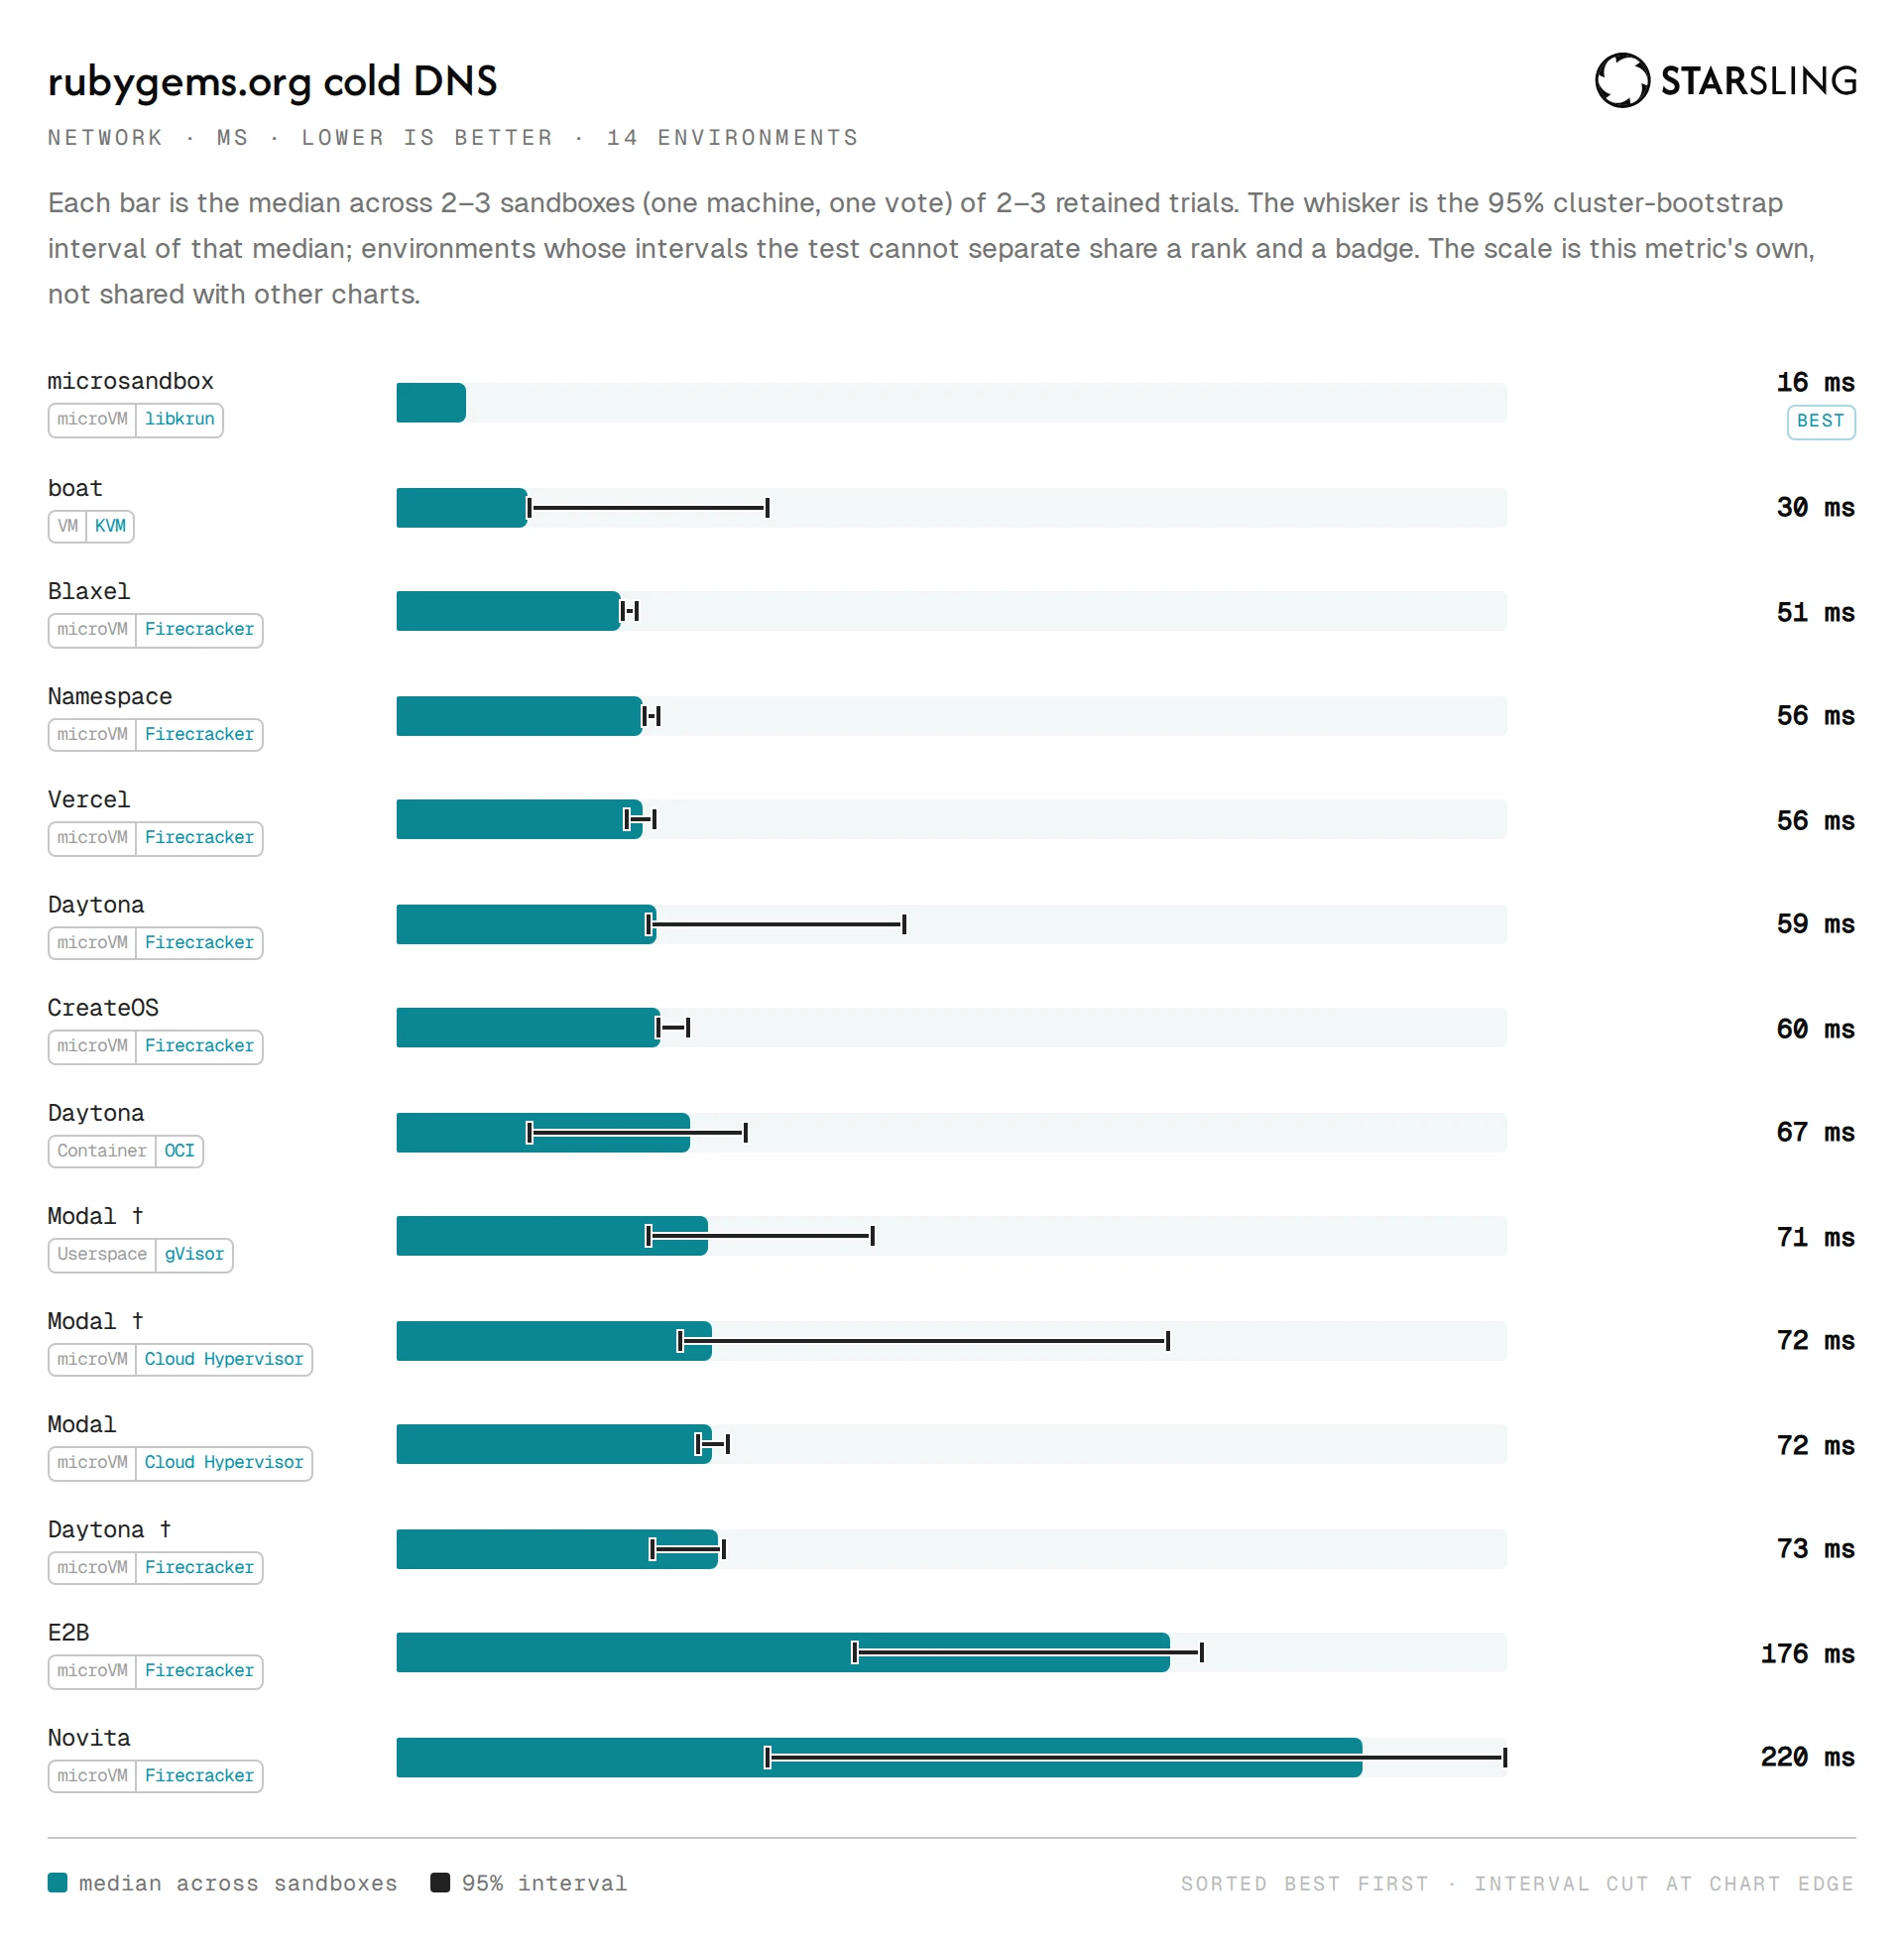 rubygems.org cold DNS
STARSLING
NETWORK · MS · LOWER IS BETTER · 14 ENVIRONMENTS
Each bar is the median across 2–3 sandboxes (one machine, one vote) of 2–3 retained trials. The whisker is the 95% cluster-bootstrap
interval of that median; environments whose intervals the test cannot separate share a rank and a badge. The scale is this metric's own,
not shared with other charts.
microsandbox
microVM libkrun
16 ms
BEST
boat
VM KVM
30 ms
Blaxel
microVM Firecracker
51 ms
Namespace
microVM Firecracker
56 ms
Vercel
microVM Firecracker
56 ms
Daytona
microVM Firecracker
59 ms
CreateOS
microVM Firecracker
60 ms
Daytona
Container OCI
67 ms
Modal †
Userspace gVisor
71 ms
Modal †
microVM Cloud Hypervisor
72 ms
Modal
microVM Cloud Hypervisor
72 ms
Daytona †
microVM Firecracker
73 ms
E2B
microVM Firecracker
176 ms
Novita
microVM Firecracker
220 ms
median across sandboxes
95% interval
SORTED BEST FIRST · INTERVAL CUT AT CHART EDGE